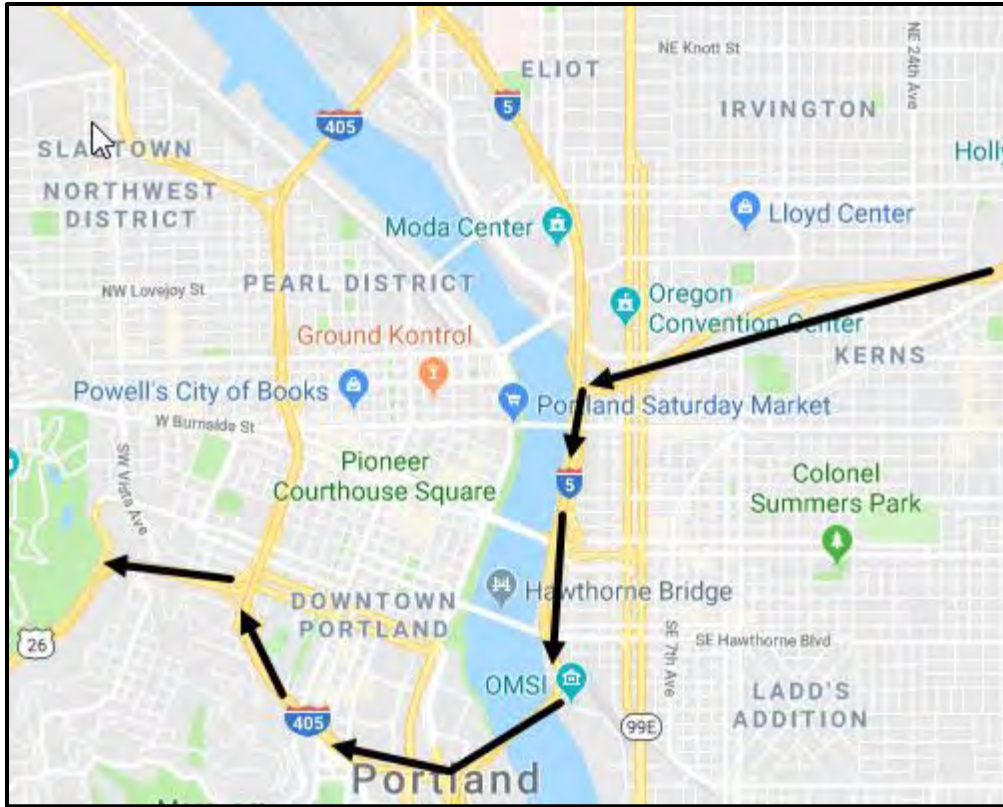 NE Knott St
NE 24th Ave
ELIOT
5
IRVINGTON
405
SLABTOWN
Holly
NORTHWEST
DISTRICT
Lloyd Center
Moda Center
PEARL DISTRICT
NW Lovejoy St
Oregon
Convention Center
Ground Kontrol
KERNS
Powell's City of Books
Portland Saturday Market
W Burnside St
SW Vista Ave
Pioneer
Courthouse Square
5
Colonel
Summers Park
Hawthorne Bridge
DOWNTOWN
PORTLAND
26
SE 7th Ave
SE Hawthorne Blvd
OMSI
LADD'S
ADDITION
405
99E
Portland